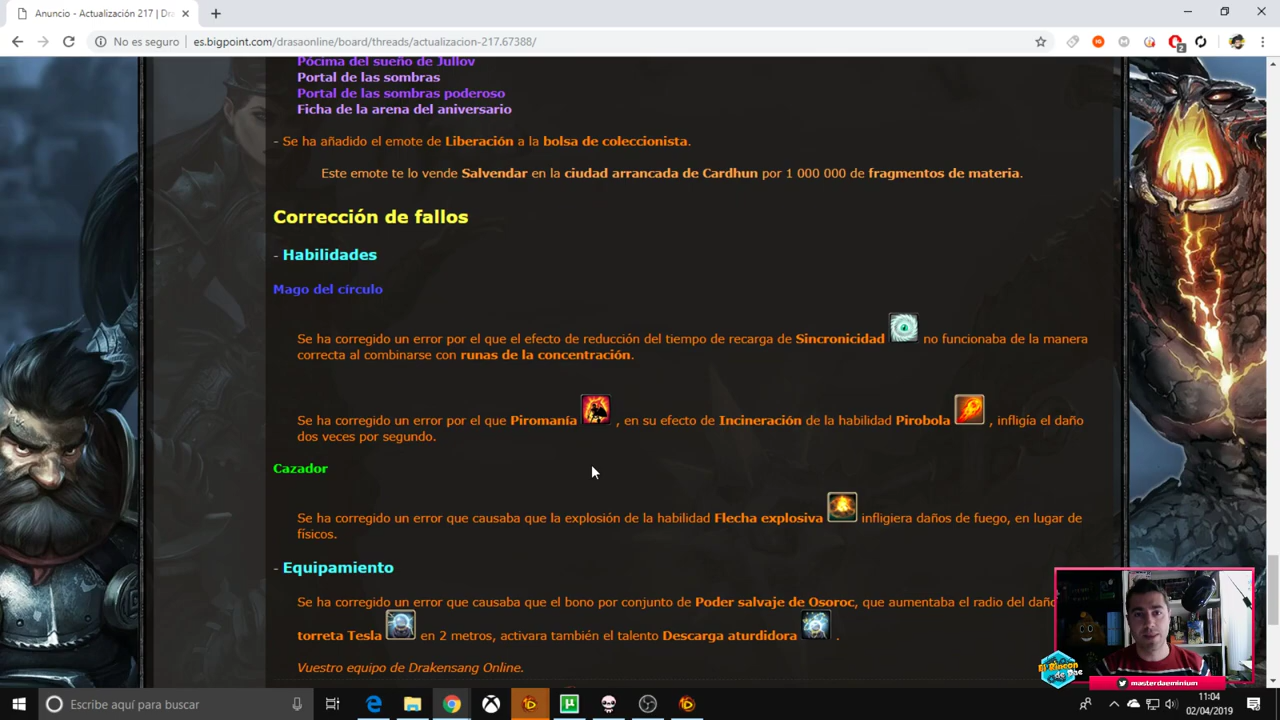 Anuncio - Actualización 217 | Dra
No es seguro
es.bigpoint.com/drasaonline/board/threads/actualizacion-217.67388/
2
Pócima del sueño de Jullov
Portal de las sombras
Portal de las sombras poderoso
Ficha de la arena del aniversario
- Se ha añadido el emote de Liberación a la bolsa de coleccionista.
Este emote te lo vende Salvendar en la ciudad arrancada de Cardhun por 1 000 000 de fragmentos de materia.
Corrección de fallos
- Habilidades
Mago del círculo
Se ha corregido un error por el que el efecto de reducción del tiempo de recarga de Sincronicidad no funcionaba de la manera
correcta al combinarse con runas de la concentración.
Se ha corregido un error por el que Piromanía , en su efecto de Incineración de la habilidad Pirobola , infligía el daño
dos veces por segundo.
Cazador
Se ha corregido un error que causaba que la explosión de la habilidad Flecha explosiva infligiera daños de fuego, en lugar de
físicos.
- Equipamiento
Se ha corregido un error que causaba que el bono por conjunto de Poder salvaje de Osoroc, que aumentaba el radio del daño
torreta Tesla en 2 metros, activara también el talento Descarga aturdidora .
Vuestro equipo de Drakensang Online.
El Rincón
de Dae
masterdaeminium
Escribe aquí para buscar
11:04
02/04/2019